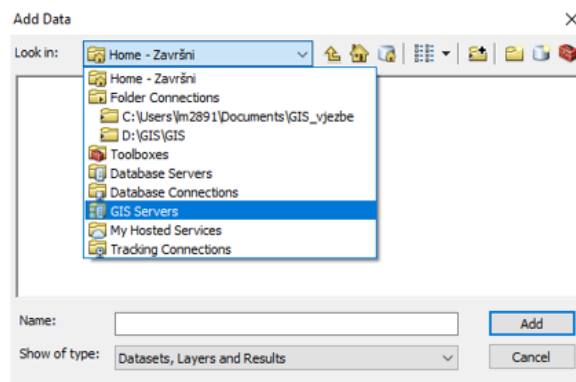 Add Data
Look in: Home - Završni
Home - Završni
Folder Connections
C:\Users\lm2891\Documents\GIS_vjezbe
D:\GIS\GIS
Toolboxes
Database Servers
Database Connections
GIS Servers
My Hosted Services
Tracking Connections
Name: Add
Show of type: Datasets, Layers and Results Cancel